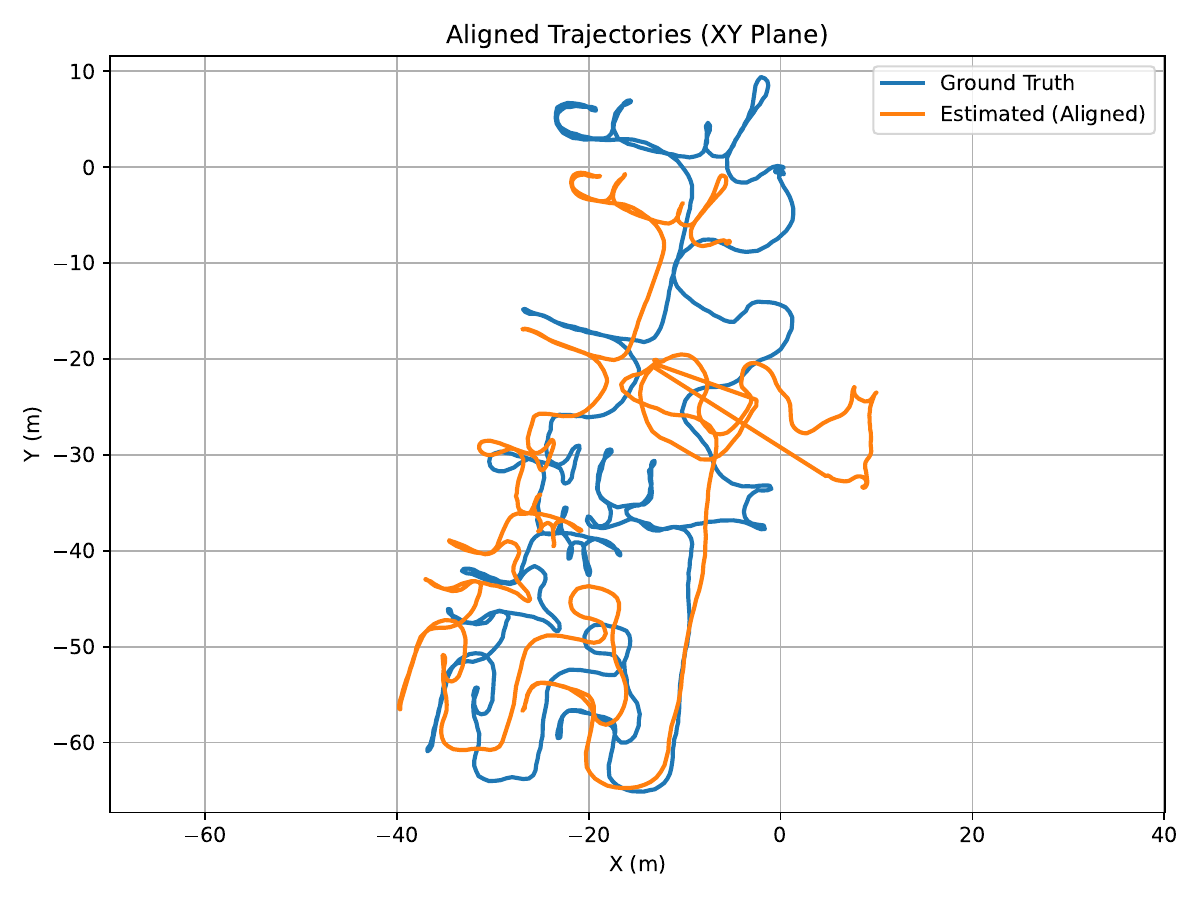 Aligned Trajectories (XY Plane)
Ground Truth
Estimated (Aligned)
10
0
−10
−20
−30
−40
−50
−60
Y (m)
−60
−40
−20
0
20
40
X (m)